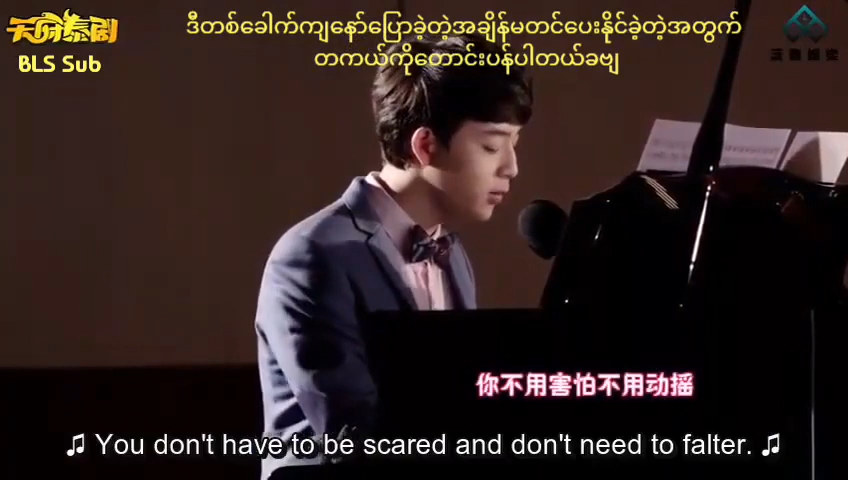 天府泰剧
BLS Sub
ဒီတစ်ခေါက်ကျနော်ပြောခဲ့တဲ့အချိန်မတင်ပေးနိုင်ခဲ့တဲ့အတွက်
တကယ်ကိုတောင်းပန်ပါတယ်ခဗျ
你不用害怕不用动摇
♫ You don't have to be scared and don't need to falter. ♫